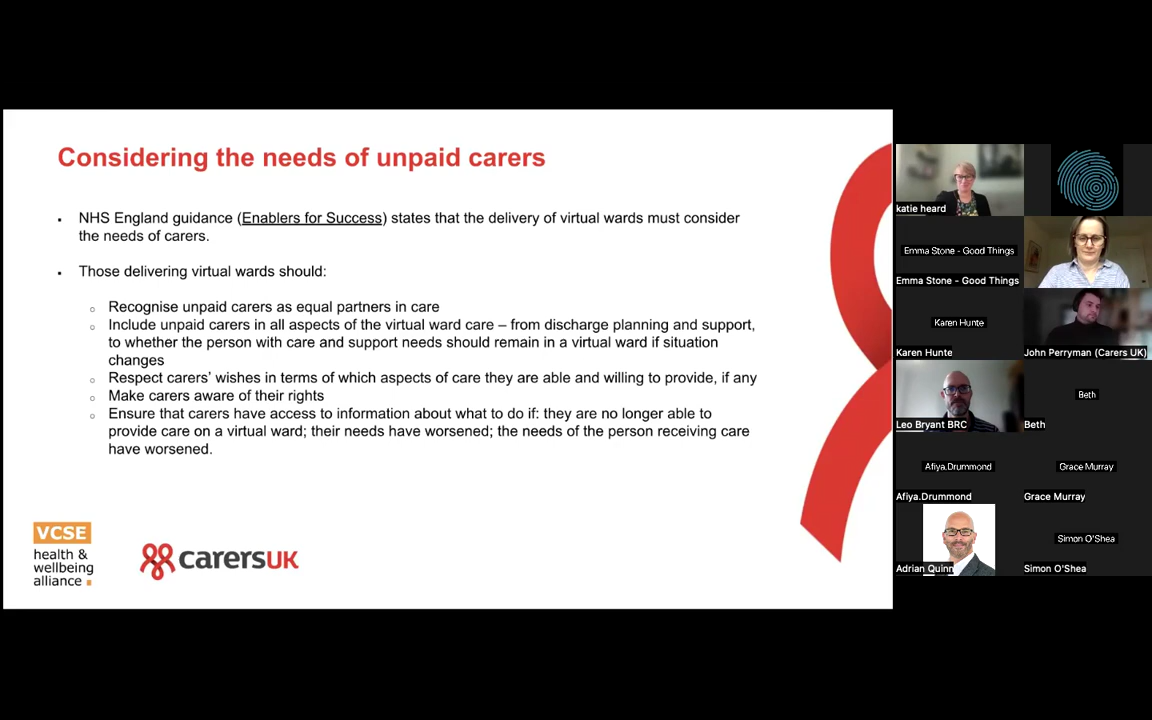 Considering the needs of unpaid carers
• NHS England guidance (Enablers for Success) states that the delivery of virtual wards must consider
the needs of carers.
• Those delivering virtual wards should:
○ Recognise unpaid carers as equal partners in care
○ Include unpaid carers in all aspects of the virtual ward care – from discharge planning and support,
to whether the person with care and support needs should remain in a virtual ward if situation
changes
○ Respect carers’ wishes in terms of which aspects of care they are able and willing to provide, if any
○ Make carers aware of their rights
○ Ensure that carers have access to information about what to do if: they are no longer able to
provide care on a virtual ward; their needs have worsened; the needs of the person receiving care
have worsened.
VCSE
health &
wellbeing
alliance
carersUK
katie heard
Emma Stone - Good Things
Emma Stone - Good Things
Karen Hunte
Karen Hunte
John Perryman (Carers UK)
Leo Bryant BRC
Beth
Beth
Afiya.Drummond
Afiya.Drummond
Grace Murray
Grace Murray
Adrian Quinn
Simon O'Shea
Simon O'Shea